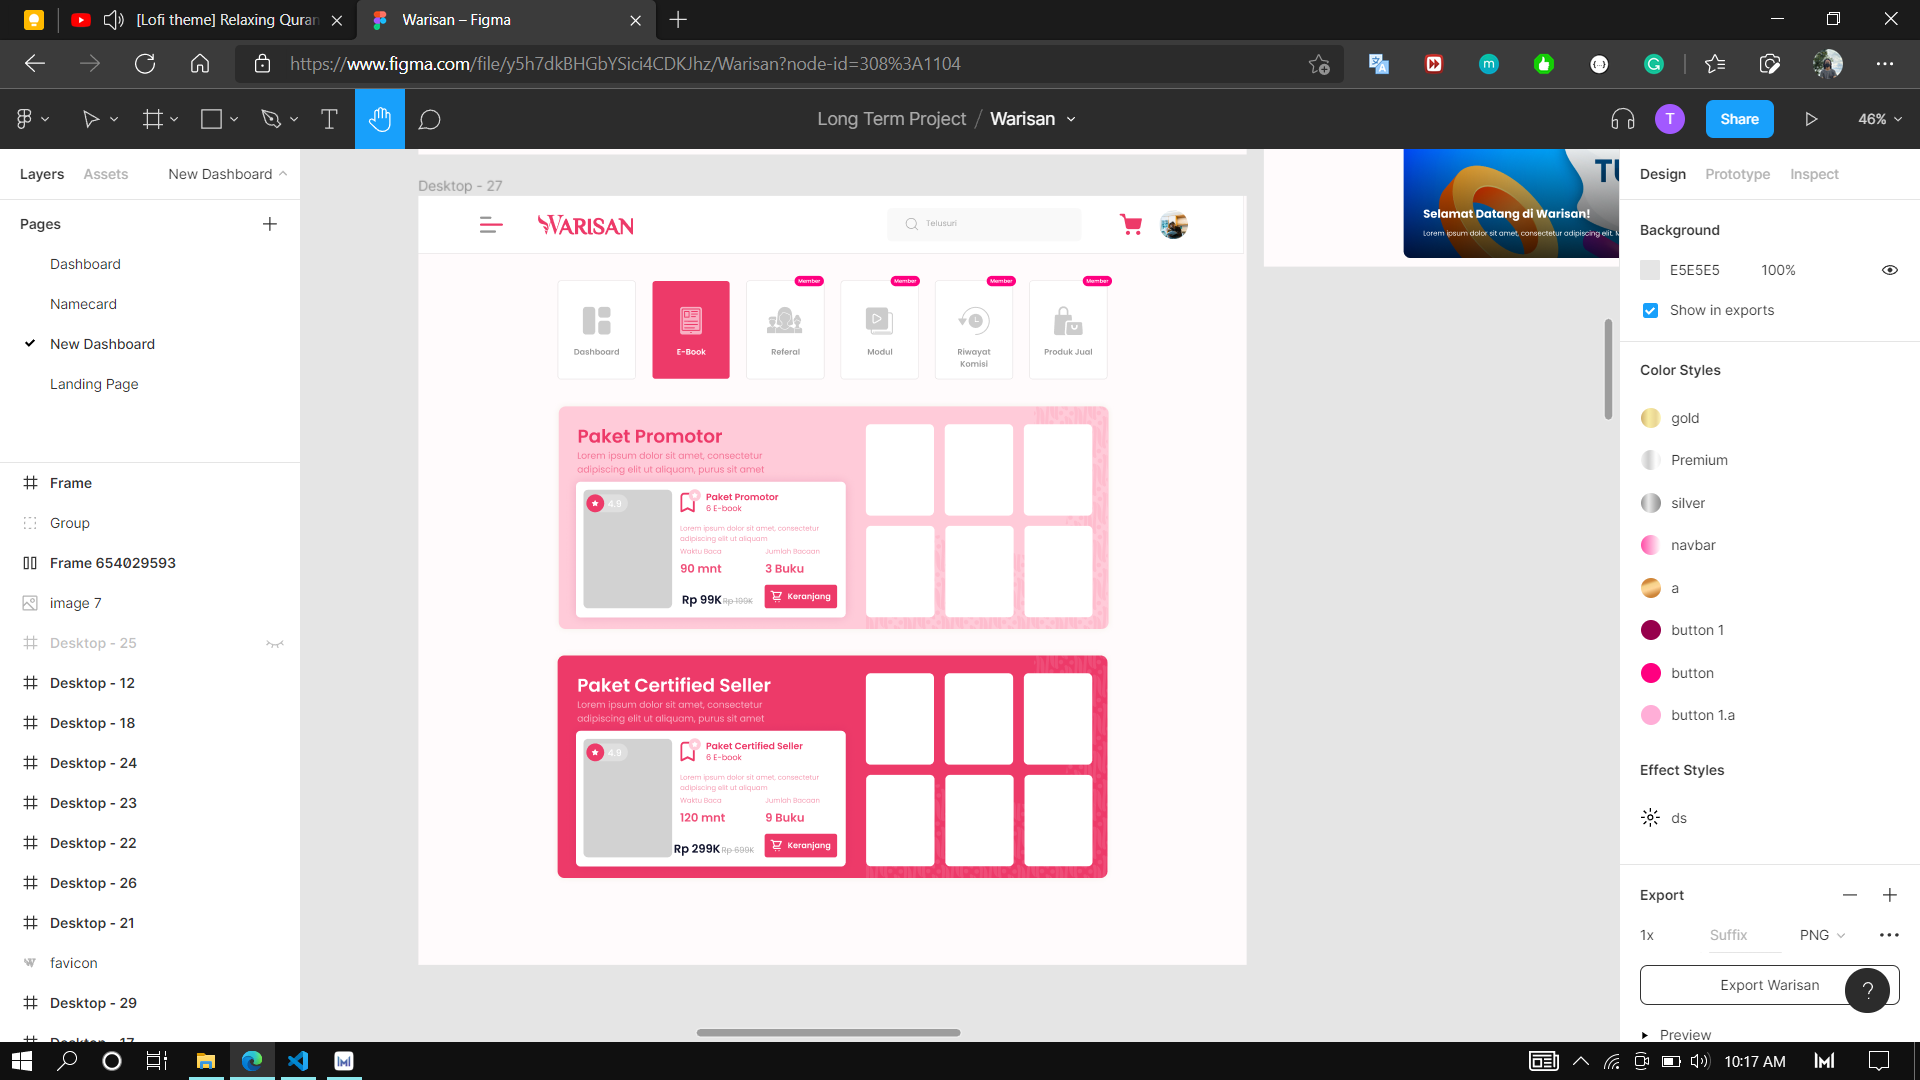 [Lofi theme] Relaxing Quran
Warisan – Figma
https://www.figma.com/file/y5h7dkBHGbYSici4CDKJhz/Warisan?node-id=308%3A1104
Long Term Project / Warisan
T
Share
46%
Layers
Assets
New Dashboard
Pages
Dashboard
Namecard
New Dashboard
Landing Page
Frame
Group
Frame 654029593
image 7
Desktop - 25
Desktop - 12
Desktop - 18
Desktop - 24
Desktop - 23
Desktop - 22
Desktop - 26
Desktop - 21
favicon
Desktop - 29
Desktop - 17
Desktop - 27
WARISAN
Telusuri
Dashboard
E-Book
Member
Referal
Member
Modul
Member
Riwayat
Komisi
Member
Produk Jual
Paket Promotor
Lorem ipsum dolor sit amet, consectetur
adipiscing elit ut aliquam, purus sit amet
4.9
Paket Promotor
6 E-book
Lorem ipsum dolor sit amet, consectetur
adipiscing elit ut aliquam
Waktu Baca
Jumlah Bacaan
90 mnt
3 Buku
Rp 99K
Rp 199K
Keranjang
Paket Certified Seller
Lorem ipsum dolor sit amet, consectetur
adipiscing elit ut aliquam, purus sit amet
4.9
Paket Certified Seller
6 E-book
Lorem ipsum dolor sit amet, consectetur
adipiscing elit ut aliquam
Waktu Baca
Jumlah Bacaan
120 mnt
9 Buku
Rp 299K
Rp 699K
Keranjang
TU
Selamat Datang di Warisan!
Lorem ipsum dolor sit amet, consectetur adipiscing elit. M
Design
Prototype
Inspect
Background
E5E5E5
100%
Show in exports
Color Styles
gold
Premium
silver
navbar
a
button 1
button
button 1.a
Effect Styles
ds
Export
1x
Suffix
PNG
Export Warisan
?
Preview
10:17 AM